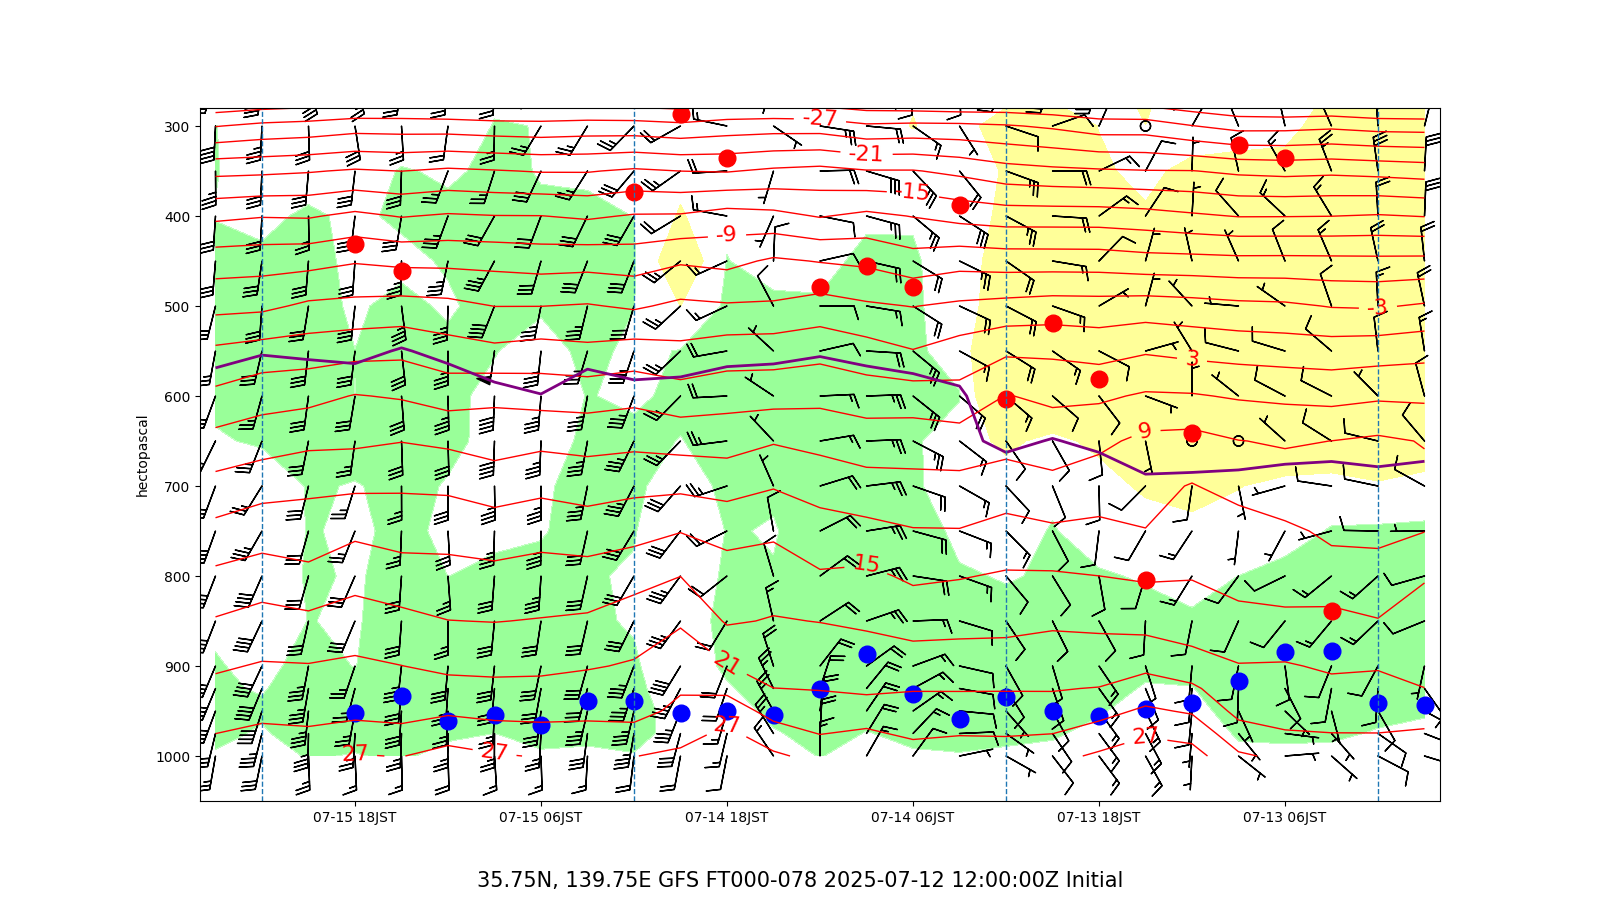 300
400
500
600
700
800
900
1000
hectopascal
-27
-21
-15
-9
-3
3
9
15
21
27
27
27
27
07-15 18JST
07-15 06JST
07-14 18JST
07-14 06JST
07-13 18JST
07-13 06JST
35.75N, 139.75E GFS FT000-078 2025-07-12 12:00:00Z Initial